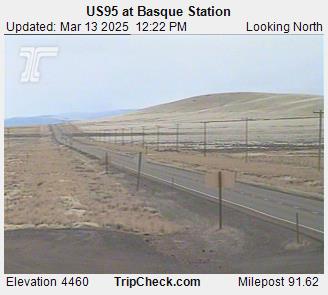 US95 at Basque Station
Updated: Mar 13 2025 12:22 PM Looking North
Elevation 4460 TripCheck.com Milepost 91.62